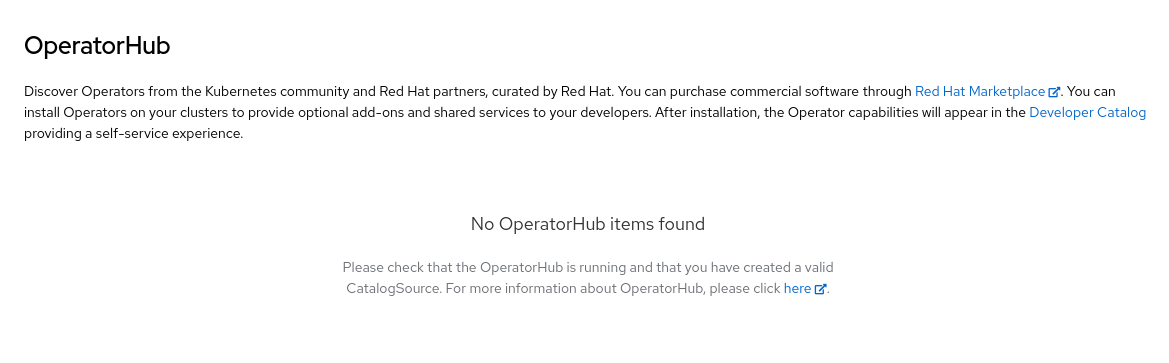 OperatorHub
Discover Operators from the Kubernetes community and Red Hat partners, curated by Red Hat. You can purchase commercial software through Red Hat Marketplace. You can
install Operators on your clusters to provide optional add-ons and shared services to your developers. After installation, the Operator capabilities will appear in the Developer Catalog
providing a self-service experience.
No OperatorHub items found
Please check that the OperatorHub is running and that you have created a valid
CatalogSource. For more information about OperatorHub, please click here.